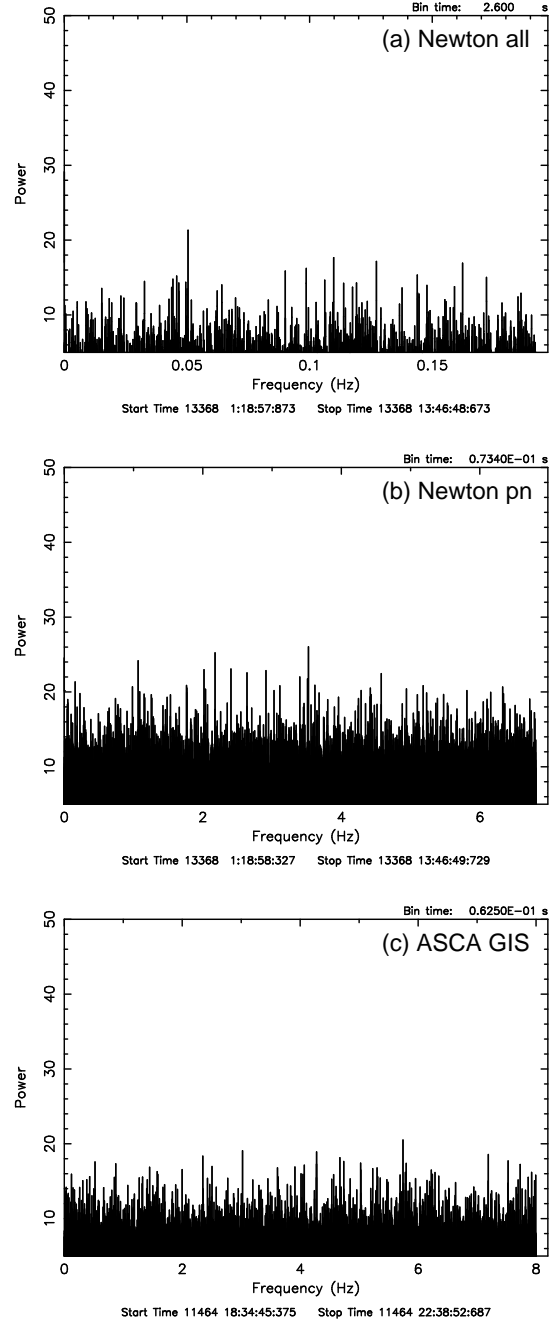 Bin time: 2.600 s
(a) Newton all
50
40
30
20
10
Power
0 0.05 0.1 0.15
Frequency (Hz)
Start Time 13368 1:18:57:873 Stop Time 13368 13:46:48:673
Bin time: 0.7340E-01 s
(b) Newton pn
50
40
30
20
10
Power
0 2 4 6
Frequency (Hz)
Start Time 13368 1:18:58:327 Stop Time 13368 13:46:49:729
Bin time: 0.6250E-01 s
(c) ASCA GIS
50
40
30
20
10
Power
0 2 4 6 8
Frequency (Hz)
Start Time 11464 18:34:45:375 Stop Time 11464 22:38:52:687